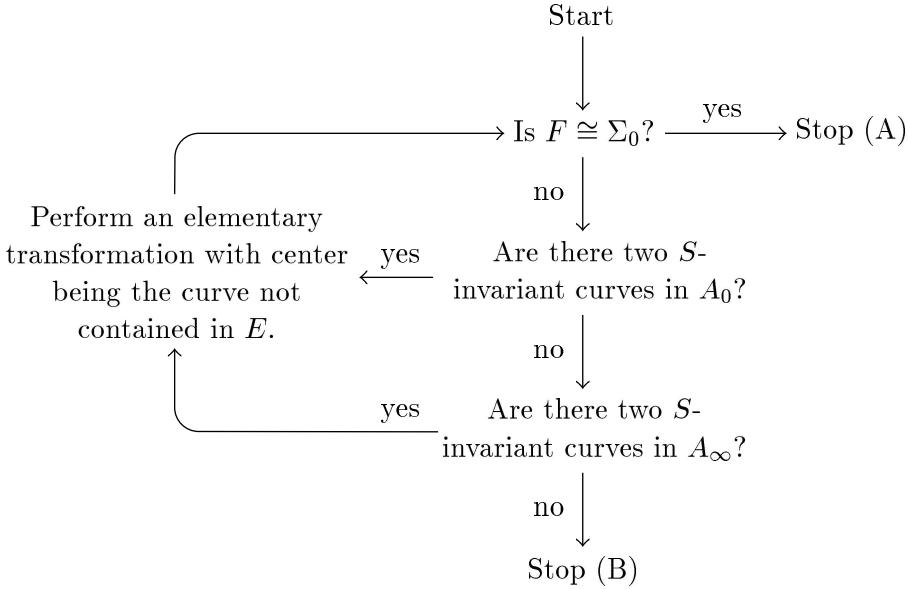 Start
Is F ≅ Σ₀?
yes
Stop (A)
no
Perform an elementary
transformation with center
being the curve not
contained in E.
yes
Are there two S-
invariant curves in A₀?
no
yes
Are there two S-
invariant curves in A∞?
no
Stop (B)